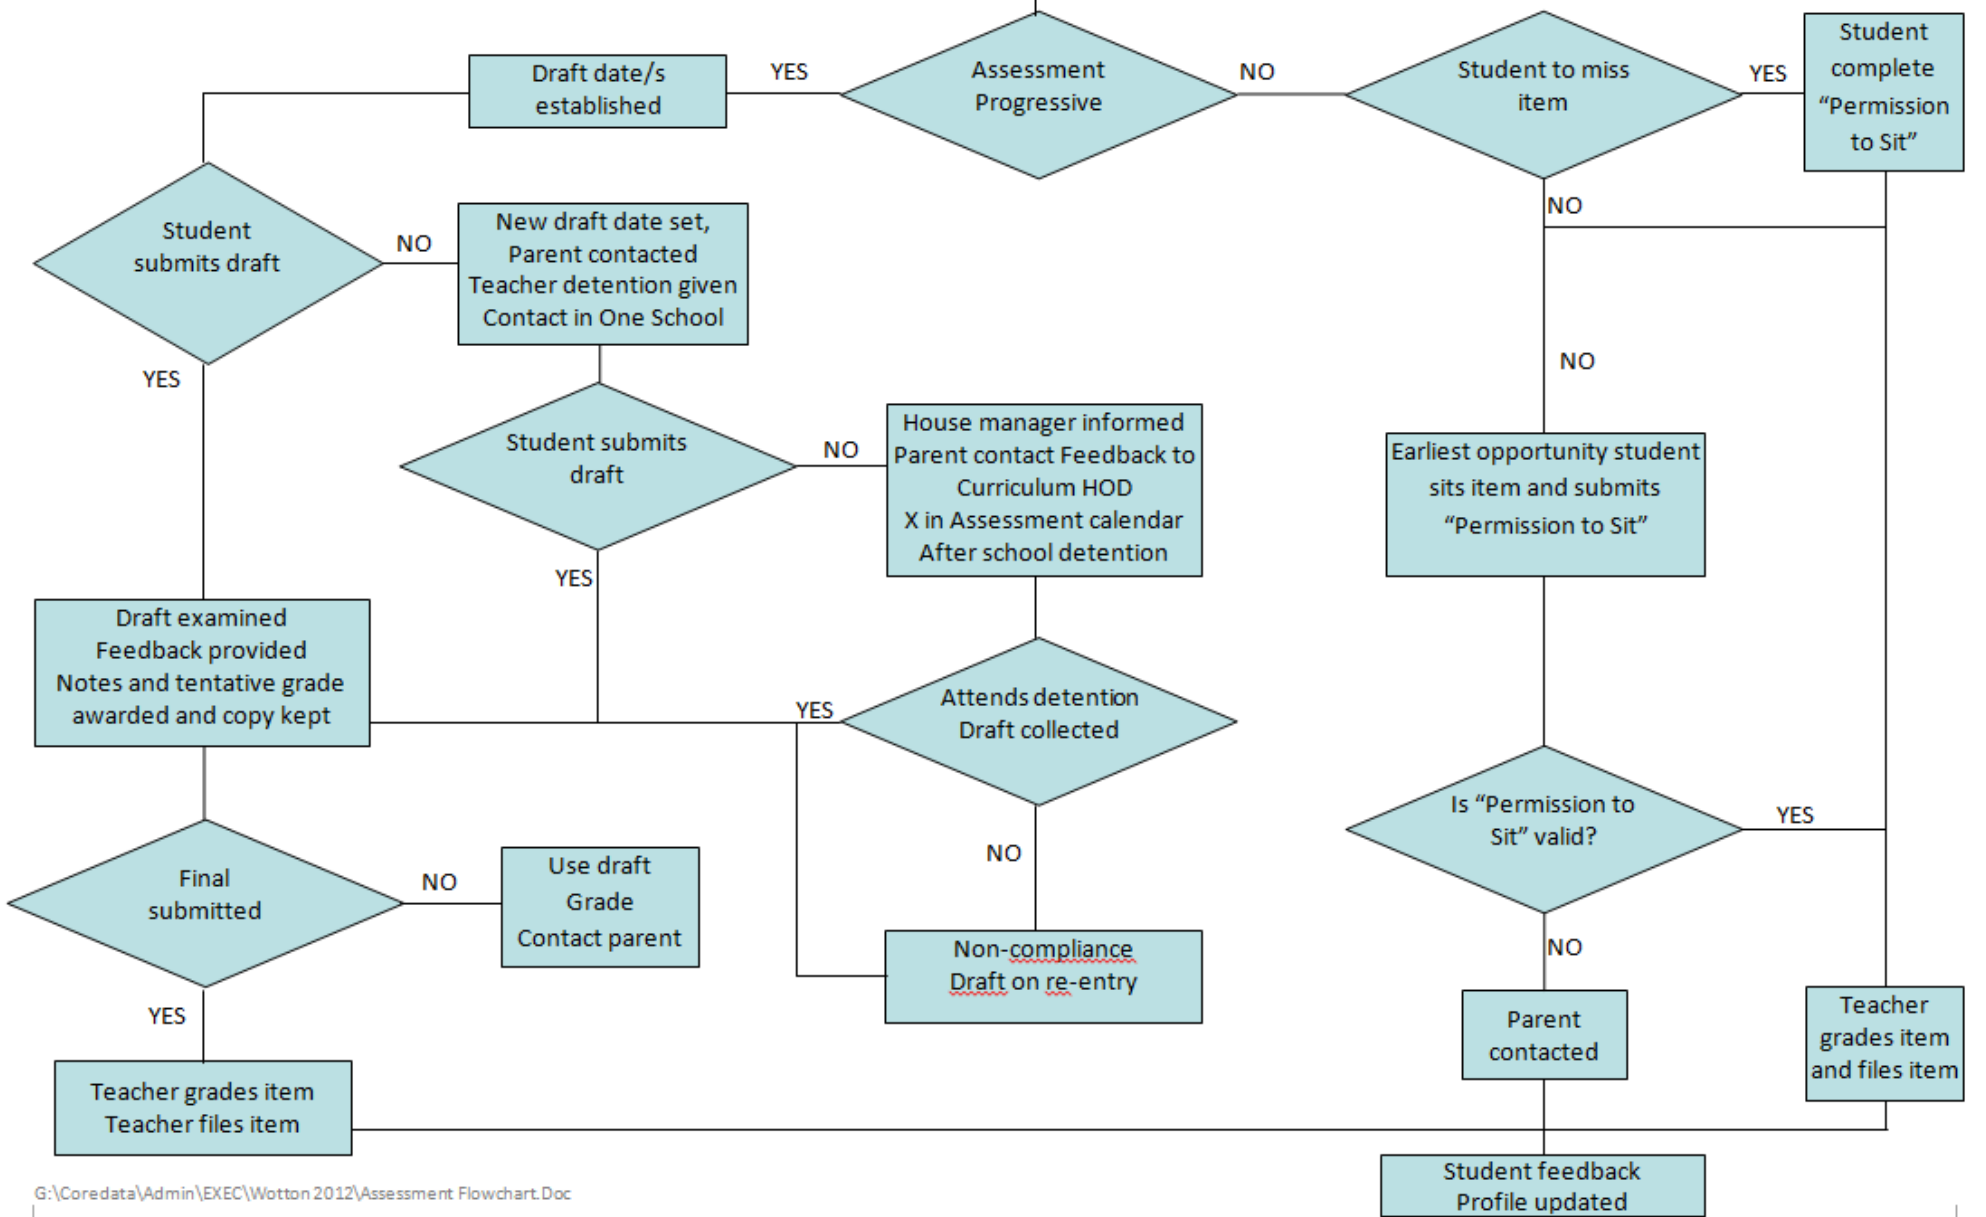 Draft date/s
established
YES
Assessment
Progressive
NO
Student to miss
item
YES
Student
complete
“Permission
to Sit”
NO
Student
submits draft
NO
New draft date set,
Parent contacted
Teacher detention given
Contact in One School
YES
NO
Student submits
draft
NO
House manager informed
Parent contact Feedback to
Curriculum HOD
X in Assessment calendar
After school detention
Earliest opportunity student
sits item and submits
“Permission to Sit”
YES
Draft examined
Feedback provided
Notes and tentative grade
awarded and copy kept
YES
Attends detention
Draft collected
Is “Permission to
Sit” valid?
YES
NO
Final
submitted
NO
Use draft
Grade
Contact parent
Non-compliance
Draft on re-entry
NO
YES
Parent
contacted
Teacher
grades item
and files item
Teacher grades item
Teacher files item
Student feedback
Profile updated
G:\Coredata\Admin\EXEC\Wotton 2012\Assessment Flowchart.Doc